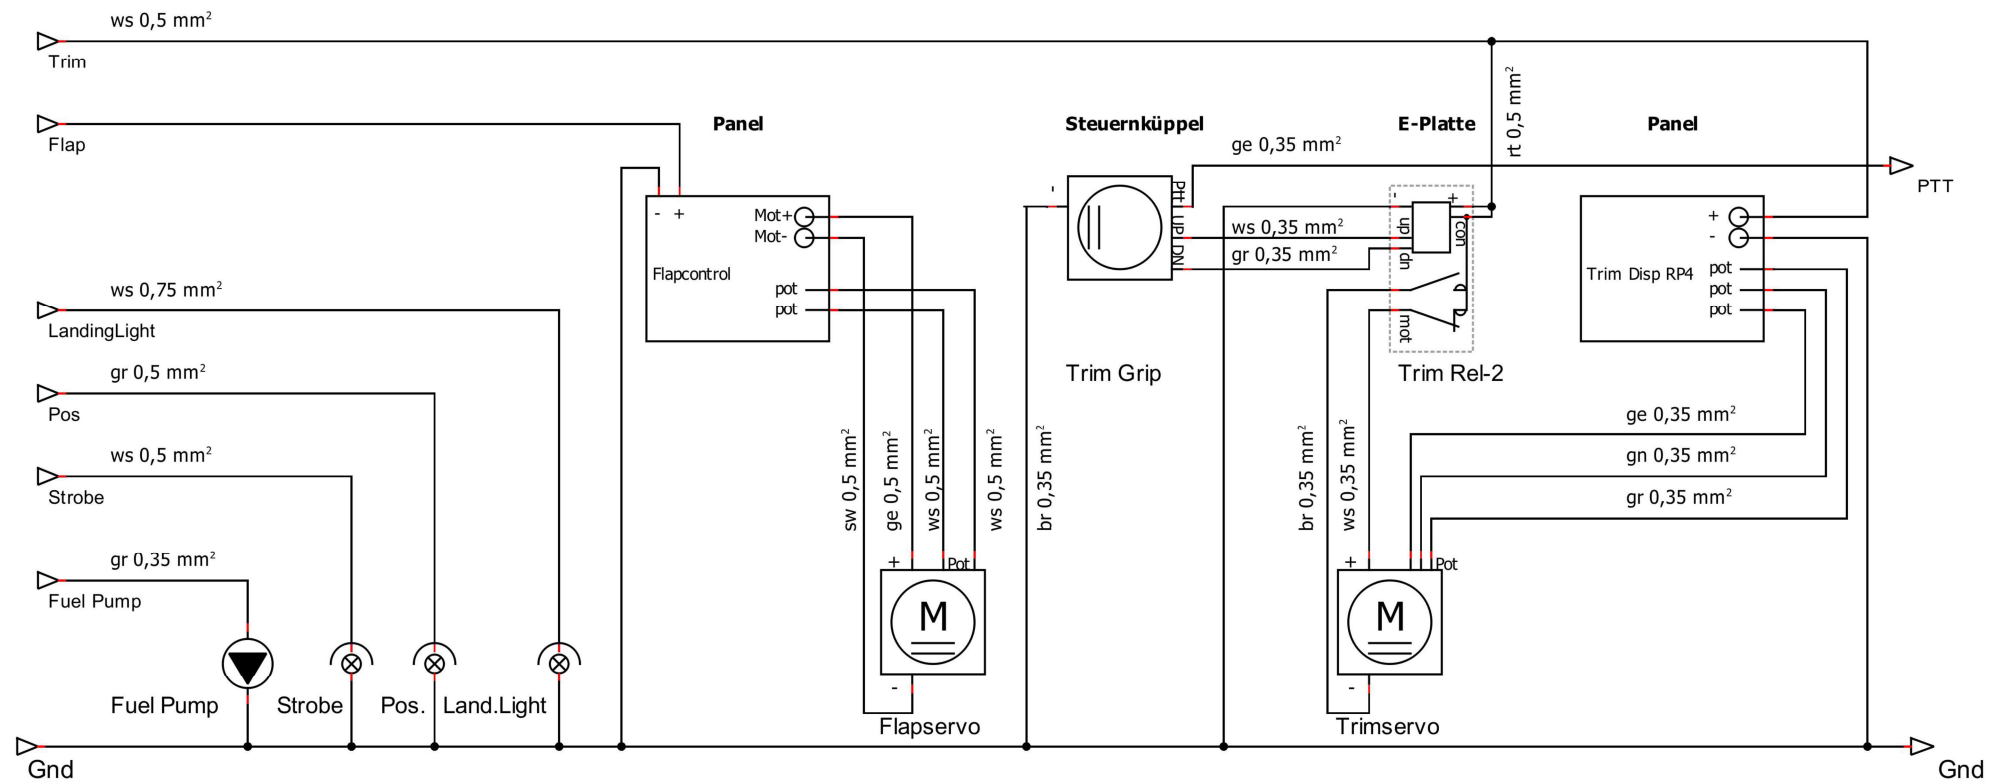 ws 0,5 mm²
Trim
Flap
Panel
Steuernküppel
E-Platte
Panel
rt 0,5 mm²
ge 0,35 mm²
PTT
- +
Mot+
Mot-
Flapcontrol
pot
pot
-
Ptt
UP
DN
ws 0,35 mm²
gr 0,35 mm²
-
+
up
con
dn
mot
+
-
Trim Disp RP4
pot
pot
pot
Trim Grip
Trim Rel-2
ws 0,75 mm²
LandingLight
gr 0,5 mm²
Pos
ws 0,5 mm²
Strobe
gr 0,35 mm²
Fuel Pump
sw 0,5 mm²
ge 0,5 mm²
ws 0,5 mm²
ws 0,5 mm²
br 0,35 mm²
br 0,35 mm²
ws 0,35 mm²
ge 0,35 mm²
gn 0,35 mm²
gr 0,35 mm²
+
Pot
M
-
Flapservo
+
Pot
M
-
Trimservo
Fuel Pump
Strobe
Pos.
Land.Light
Gnd
Gnd